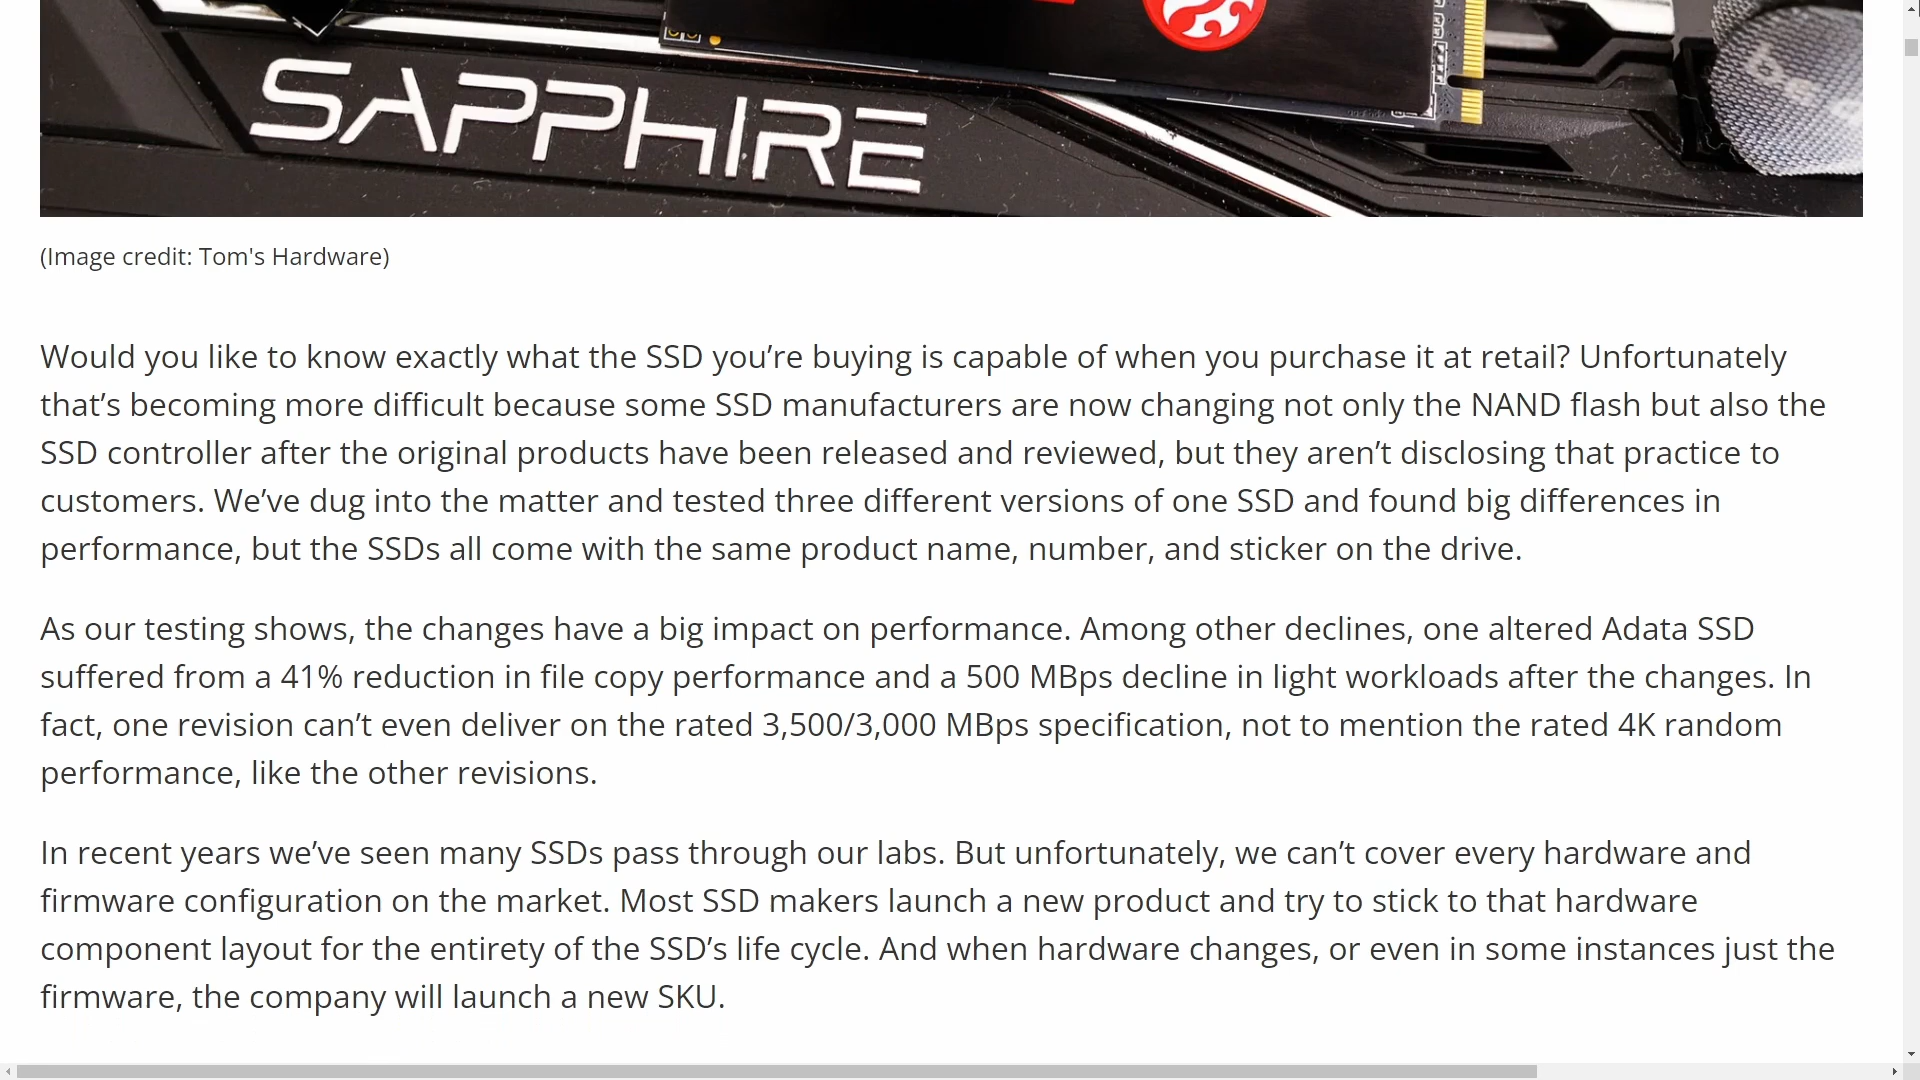 SAPPHIRE
(Image credit: Tom's Hardware)
Would you like to know exactly what the SSD you’re buying is capable of when you purchase it at retail? Unfortunately
that’s becoming more difficult because some SSD manufacturers are now changing not only the NAND flash but also the
SSD controller after the original products have been released and reviewed, but they aren’t disclosing that practice to
customers. We’ve dug into the matter and tested three different versions of one SSD and found big differences in
performance, but the SSDs all come with the same product name, number, and sticker on the drive.
As our testing shows, the changes have a big impact on performance. Among other declines, one altered Adata SSD
suffered from a 41% reduction in file copy performance and a 500 MBps decline in light workloads after the changes. In
fact, one revision can’t even deliver on the rated 3,500/3,000 MBps specification, not to mention the rated 4K random
performance, like the other revisions.
In recent years we’ve seen many SSDs pass through our labs. But unfortunately, we can’t cover every hardware and
firmware configuration on the market. Most SSD makers launch a new product and try to stick to that hardware
component layout for the entirety of the SSD’s life cycle. And when hardware changes, or even in some instances just the
firmware, the company will launch a new SKU.